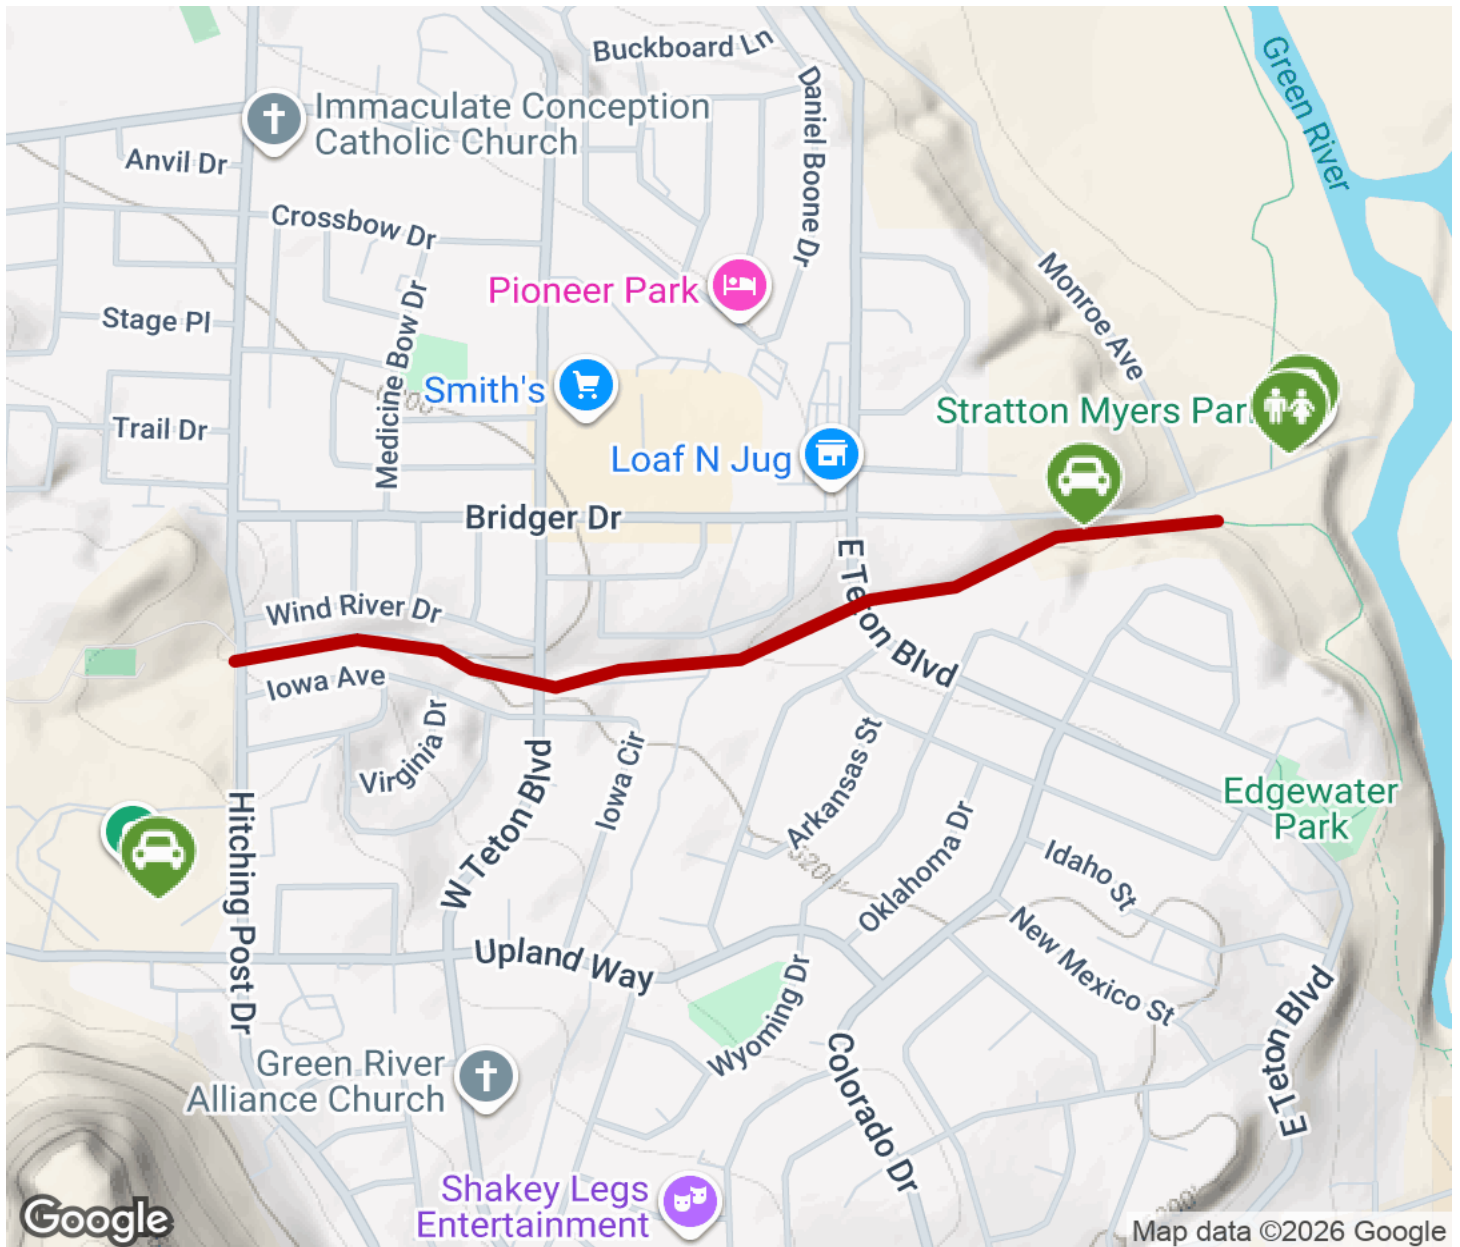 Buckboard Ln
Daniel Boone Dr
Green River
Immaculate Conception
Catholic Church
Anvil Dr
Crossbow Dr
Monroe Ave
Pioneer Park
Stage Pl
Medicine Bow Dr
Smith's
Stratton Myers Par
Trail Dr
Loaf N Jug
Bridger Dr
E Teton Blvd
Wind River Dr
Iowa Ave
Virginia Dr
W Teton Blvd
Iowa Cir
Arkansas St
Edgewater
Park
Hitching Post Dr
5200'
Oklahoma Dr
Idaho St
New Mexico St
Upland Way
Wyoming Dr
E Teton Blvd
Colorado Dr
Green River
Alliance Church
Shakey Legs
Entertainment
Google
Map data ©2026 Google